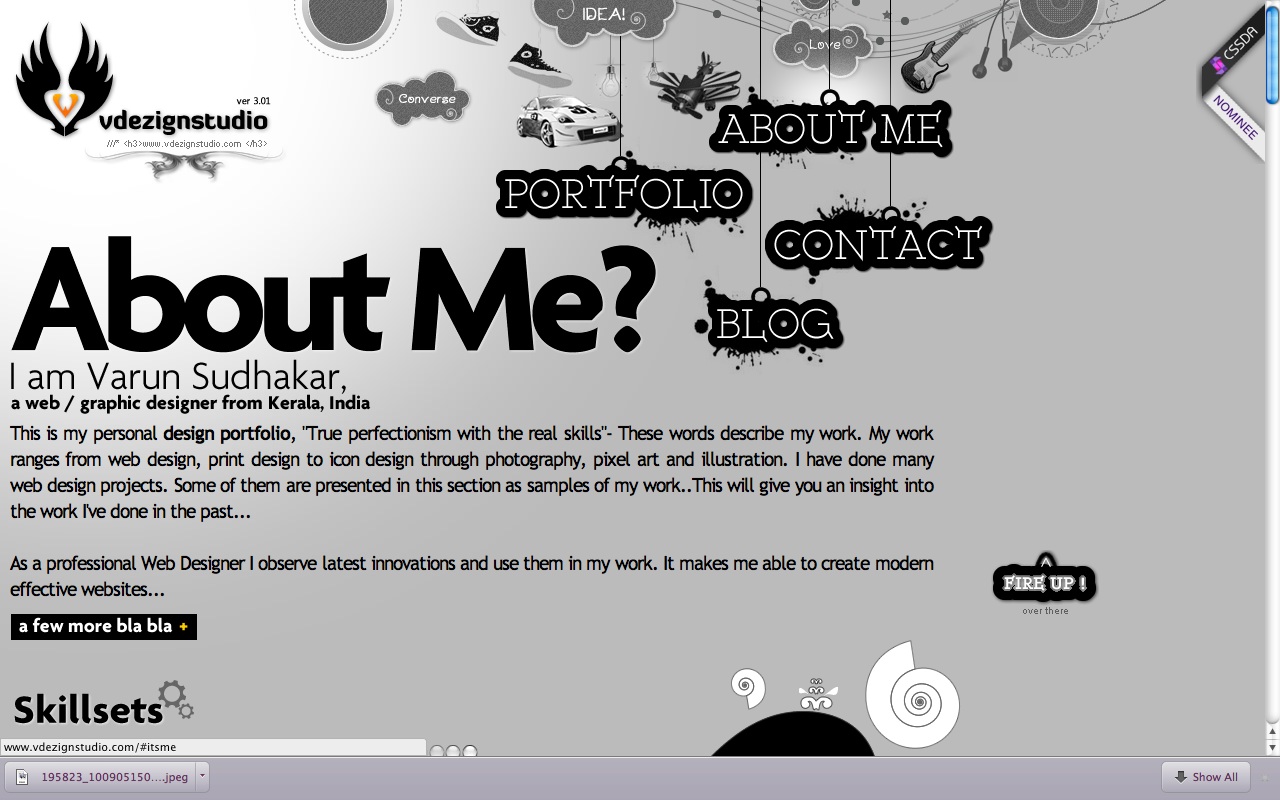 IDEA!
Love
CSSDA
NOMINEE
Converse
ver 3.01
vdezignstudio
///* <h3>www.vdezignstudio.com </h3>
ABOUT ME
PORTFOLIO
CONTACT
BLOG
About Me?
I am Varun Sudhakar,
a web / graphic designer from Kerala, India
This is my personal design portfolio, "True perfectionism with the real skills"- These words describe my work. My work
ranges from web design, print design to icon design through photography, pixel art and illustration. I have done many
web design projects. Some of them are presented in this section as samples of my work..This will give you an insight into
the work I've done in the past...
As a professional Web Designer I observe latest innovations and use them in my work. It makes me able to create modern
effective websites...
a few more bla bla +
FIRE UP !
over there
Skillsets
www.vdezignstudio.com/#itsme
195823_100905150....jpeg
Show All